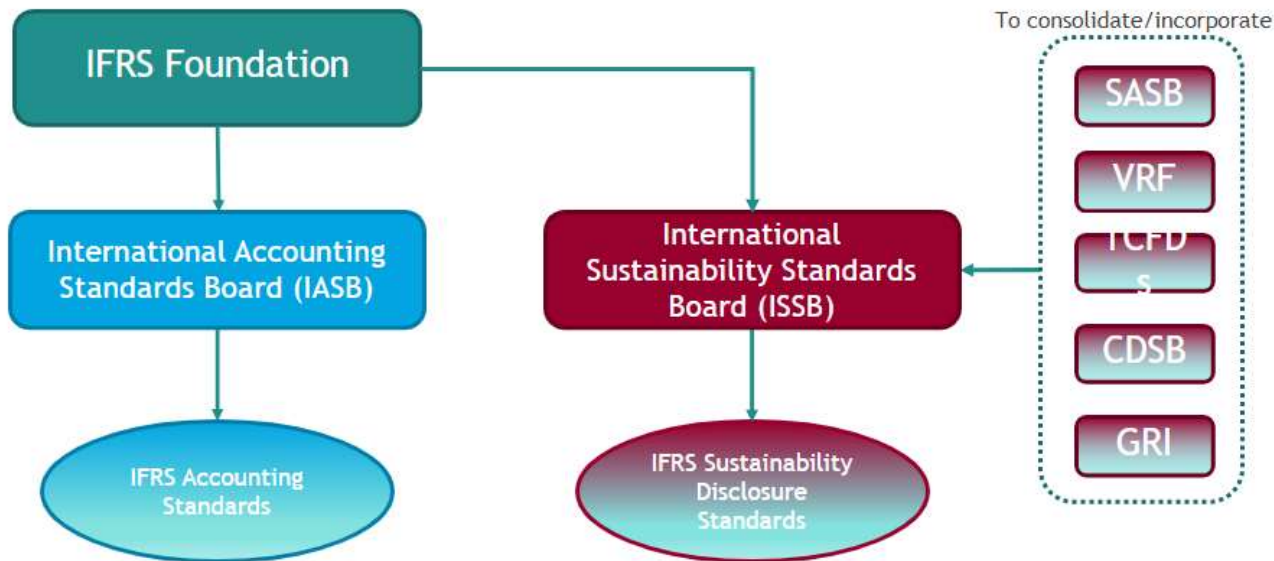 To consolidate/incorporate
IFRS Foundation
SASB
VRF
International Accounting
Standards Board (IASB)
International
Sustainability Standards
Board (ISSB)
TCFD
s
CDSB
GRI
IFRS Accounting
Standards
IFRS Sustainability
Disclosure
Standards